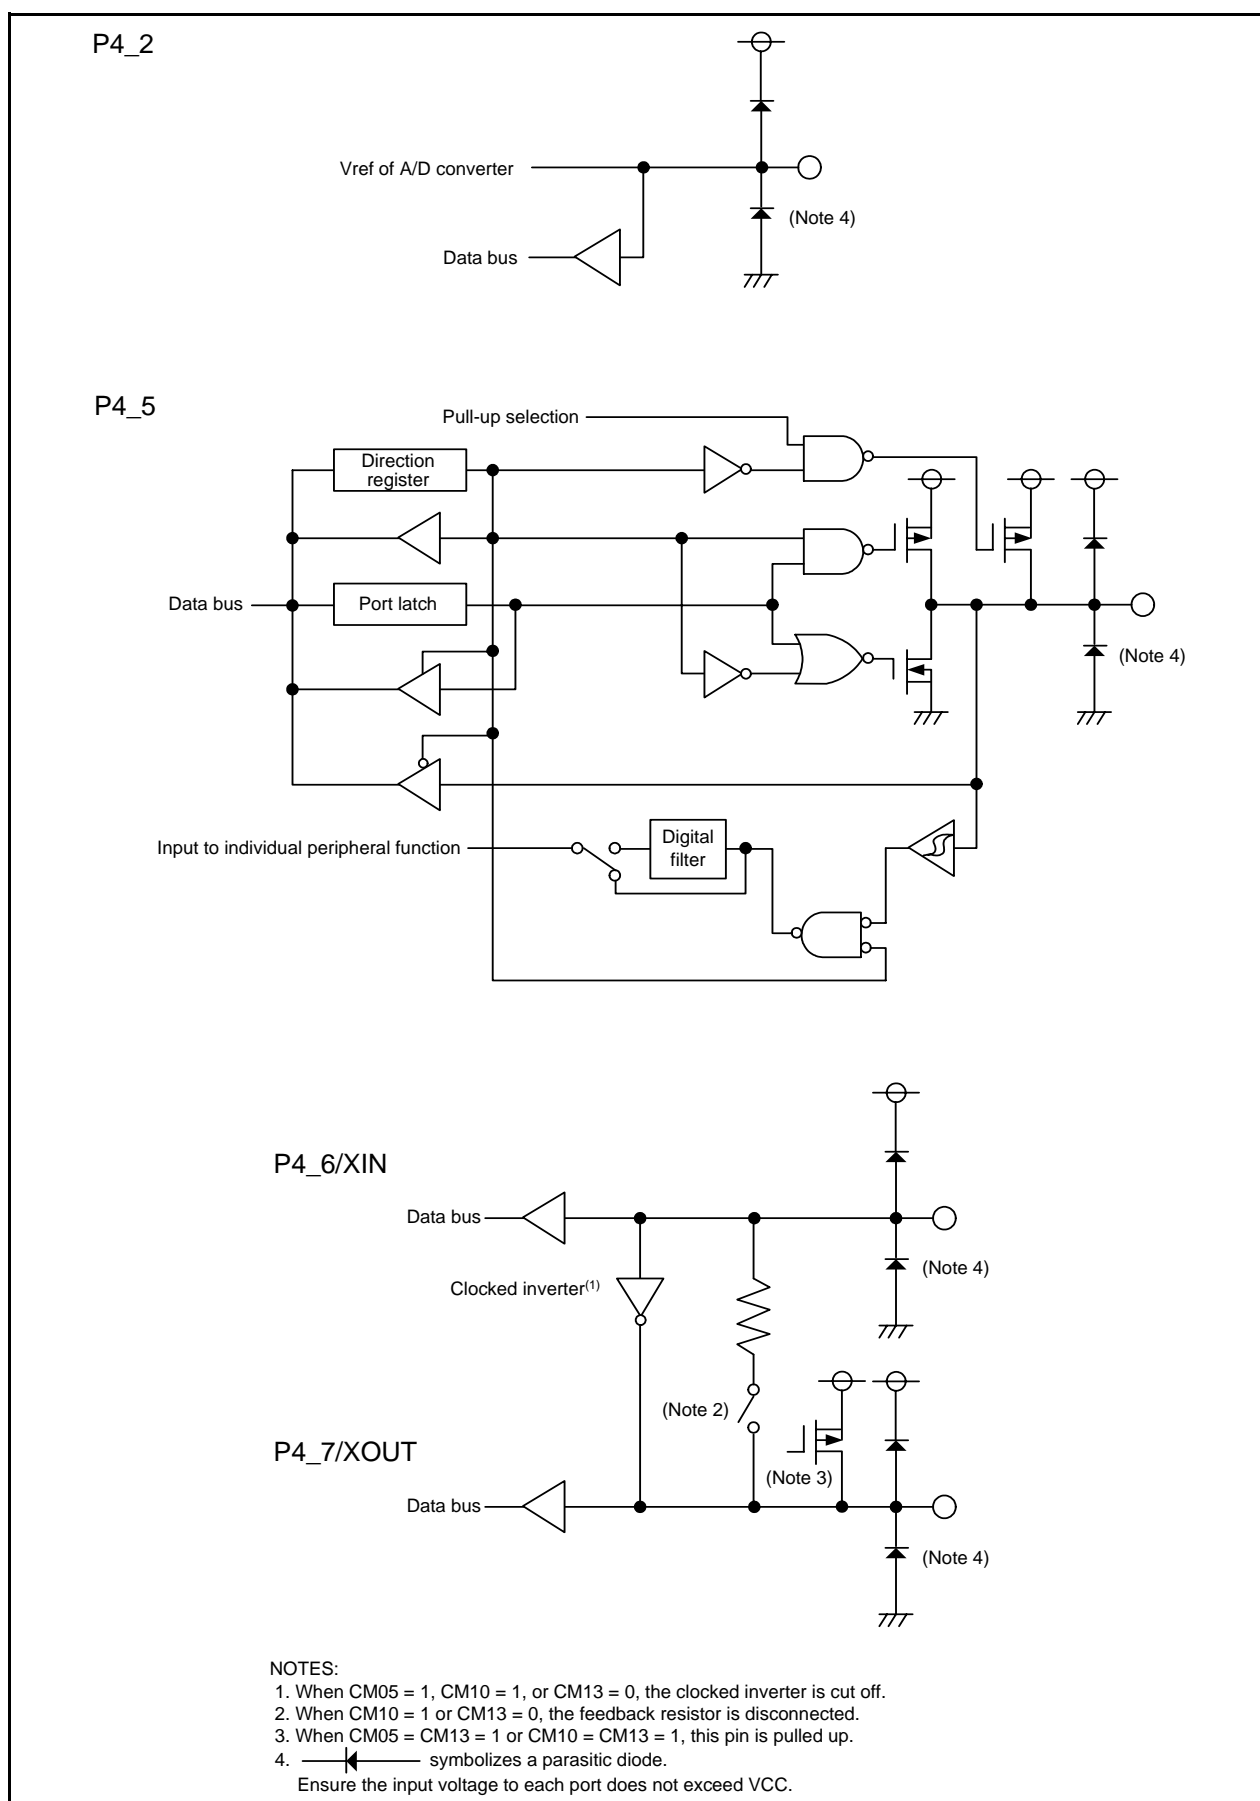 P4_2
Vref of A/D converter
(Note 4)
Data bus
P4_5
Pull-up selection
Direction
register
Data bus
Port latch
(Note 4)
Input to individual peripheral function
Digital
filter
P4_6/XIN
Data bus
(Note 4)
Clocked inverter(1)
(Note 2)
P4_7/XOUT
(Note 3)
Data bus
(Note 4)
NOTES:
1. When CM05 = 1, CM10 = 1, or CM13 = 0, the clocked inverter is cut off.
2. When CM10 = 1 or CM13 = 0, the feedback resistor is disconnected.
3. When CM05 = CM13 = 1 or CM10 = CM13 = 1, this pin is pulled up.
4. symbolizes a parasitic diode.
Ensure the input voltage to each port does not exceed VCC.